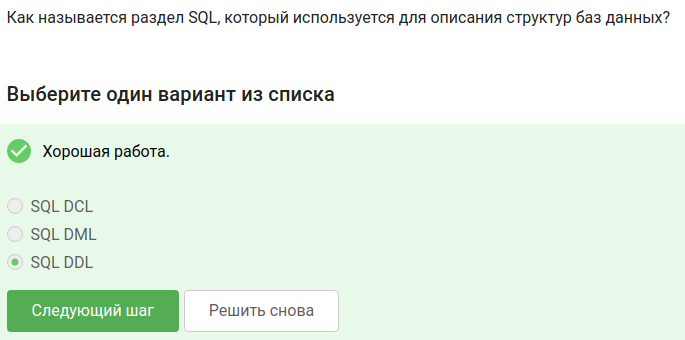 Как называется раздел SQL, который используется для описания структур баз данных?
Выберите один вариант из списка
Хорошая работа.
SQL DCL
SQL DML
SQL DDL
Следующий шаг
Решить снова